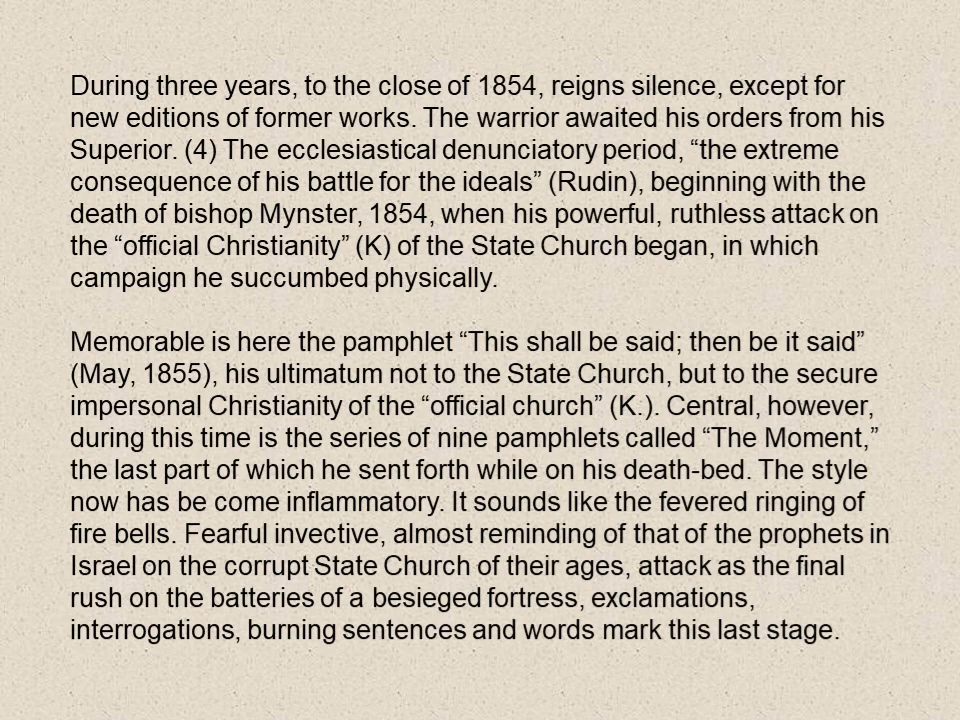 During three years, to the close of 1854, reigns silence, except for
new editions of former works. The warrior awaited his orders from his
Superior. (4) The ecclesiastical denunciatory period, “the extreme
consequence of his battle for the ideals” (Rudin), beginning with the
death of bishop Mynster, 1854, when his powerful, ruthless attack on
the “official Christianity” (K) of the State Church began, in which
campaign he succumbed physically.

Memorable is here the pamphlet “This shall be said; then be it said”
(May, 1855), his ultimatum not to the State Church, but to the secure
impersonal Christianity of the “official church” (K.). Central, however,
during this time is the series of nine pamphlets called “The Moment,”
the last part of which he sent forth while on his death-bed. The style
now has be come inflammatory. It sounds like the fevered ringing of
fire bells. Fearful invective, almost reminding of that of the prophets in
Israel on the corrupt State Church of their ages, attack as the final
rush on the batteries of a besieged fortress, exclamations,
interrogations, burning sentences and words mark this last stage.